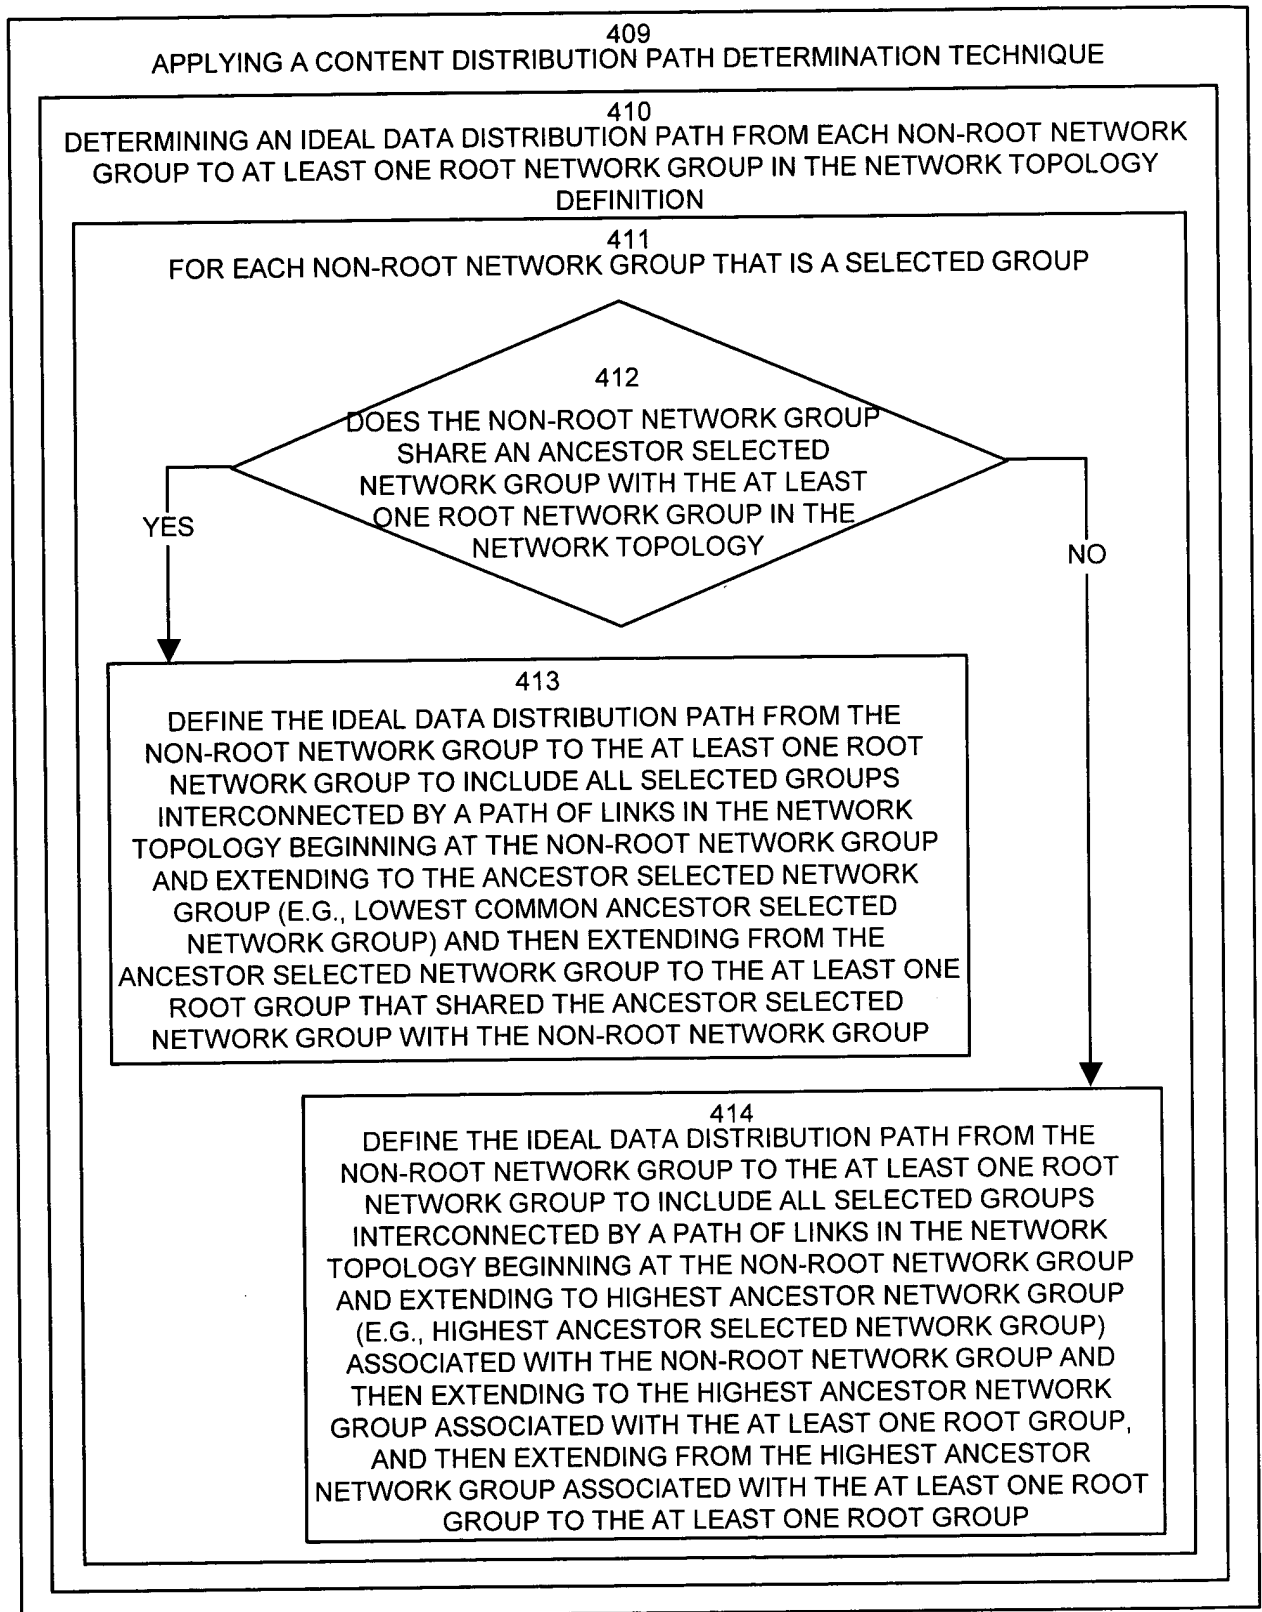 409
APPLYING A CONTENT DISTRIBUTION PATH DETERMINATION TECHNIQUE
410
DETERMINING AN IDEAL DATA DISTRIBUTION PATH FROM EACH NON-ROOT NETWORK
GROUP TO AT LEAST ONE ROOT NETWORK GROUP IN THE NETWORK TOPOLOGY
DEFINITION
411
FOR EACH NON-ROOT NETWORK GROUP THAT IS A SELECTED GROUP
412
DOES THE NON-ROOT NETWORK GROUP
SHARE AN ANCESTOR SELECTED
NETWORK GROUP WITH THE AT LEAST
ONE ROOT NETWORK GROUP IN THE
NETWORK TOPOLOGY
YES
NO
413
DEFINE THE IDEAL DATA DISTRIBUTION PATH FROM THE
NON-ROOT NETWORK GROUP TO THE AT LEAST ONE ROOT
NETWORK GROUP TO INCLUDE ALL SELECTED GROUPS
INTERCONNECTED BY A PATH OF LINKS IN THE NETWORK
TOPOLOGY BEGINNING AT THE NON-ROOT NETWORK GROUP
AND EXTENDING TO THE ANCESTOR SELECTED NETWORK
GROUP (E.G., LOWEST COMMON ANCESTOR SELECTED
NETWORK GROUP) AND THEN EXTENDING FROM THE
ANCESTOR SELECTED NETWORK GROUP TO THE AT LEAST ONE
ROOT GROUP THAT SHARED THE ANCESTOR SELECTED
NETWORK GROUP WITH THE NON-ROOT NETWORK GROUP
414
DEFINE THE IDEAL DATA DISTRIBUTION PATH FROM THE
NON-ROOT NETWORK GROUP TO THE AT LEAST ONE ROOT
NETWORK GROUP TO INCLUDE ALL SELECTED GROUPS
INTERCONNECTED BY A PATH OF LINKS IN THE NETWORK
TOPOLOGY BEGINNING AT THE NON-ROOT NETWORK GROUP
AND EXTENDING TO HIGHEST ANCESTOR NETWORK GROUP
(E.G., HIGHEST ANCESTOR SELECTED NETWORK GROUP)
ASSOCIATED WITH THE NON-ROOT NETWORK GROUP AND
THEN EXTENDING TO THE HIGHEST ANCESTOR NETWORK
GROUP ASSOCIATED WITH THE AT LEAST ONE ROOT GROUP,
AND THEN EXTENDING FROM THE HIGHEST ANCESTOR
NETWORK GROUP ASSOCIATED WITH THE AT LEAST ONE ROOT
GROUP TO THE AT LEAST ONE ROOT GROUP